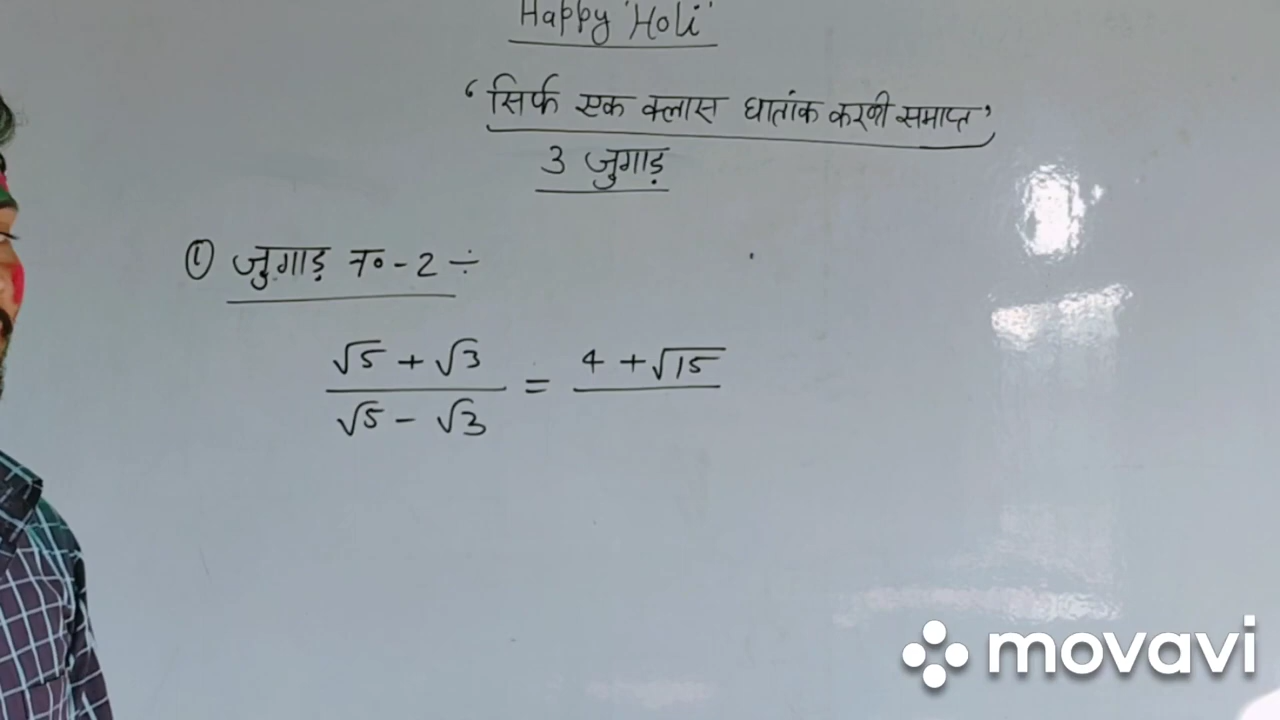 Happy 'Holi'
'सिर्फ एक क्लास घातांक करणी समाप्त'
3 जुगाड़
① जुगाड़ न०-2 ÷
√5 + √3 / √5 - √3 = 4 + √15
movavi